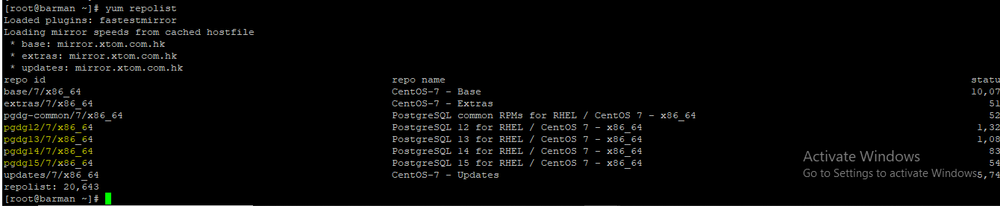 [root@barman ~]# yum repolist
Loaded plugins: fastestmirror
Loading mirror speeds from cached hostfile
 * base: mirror.xtom.com.hk
 * extras: mirror.xtom.com.hk
 * updates: mirror.xtom.com.hk
repo id repo name statu
base/7/x86_64 CentOS-7 - Base 10,07
extras/7/x86_64 CentOS-7 - Extras 51
pgdg-common/7/x86_64 PostgreSQL common RPMs for RHEL / CentOS 7 - x86_64 52
pgdg12/7/x86_64 PostgreSQL 12 for RHEL / CentOS 7 - x86_64 1,32
pgdg13/7/x86_64 PostgreSQL 13 for RHEL / CentOS 7 - x86_64 1,08
pgdg14/7/x86_64 PostgreSQL 14 for RHEL / CentOS 7 - x86_64 83
pgdg15/7/x86_64 PostgreSQL 15 for RHEL / CentOS 7 - x86_64 54
Activate Windows
Go to Settings to activate Windows.
updates/7/x86_64 CentOS-7 - Updates 5,74
repolist: 20,643
[root@barman ~]#